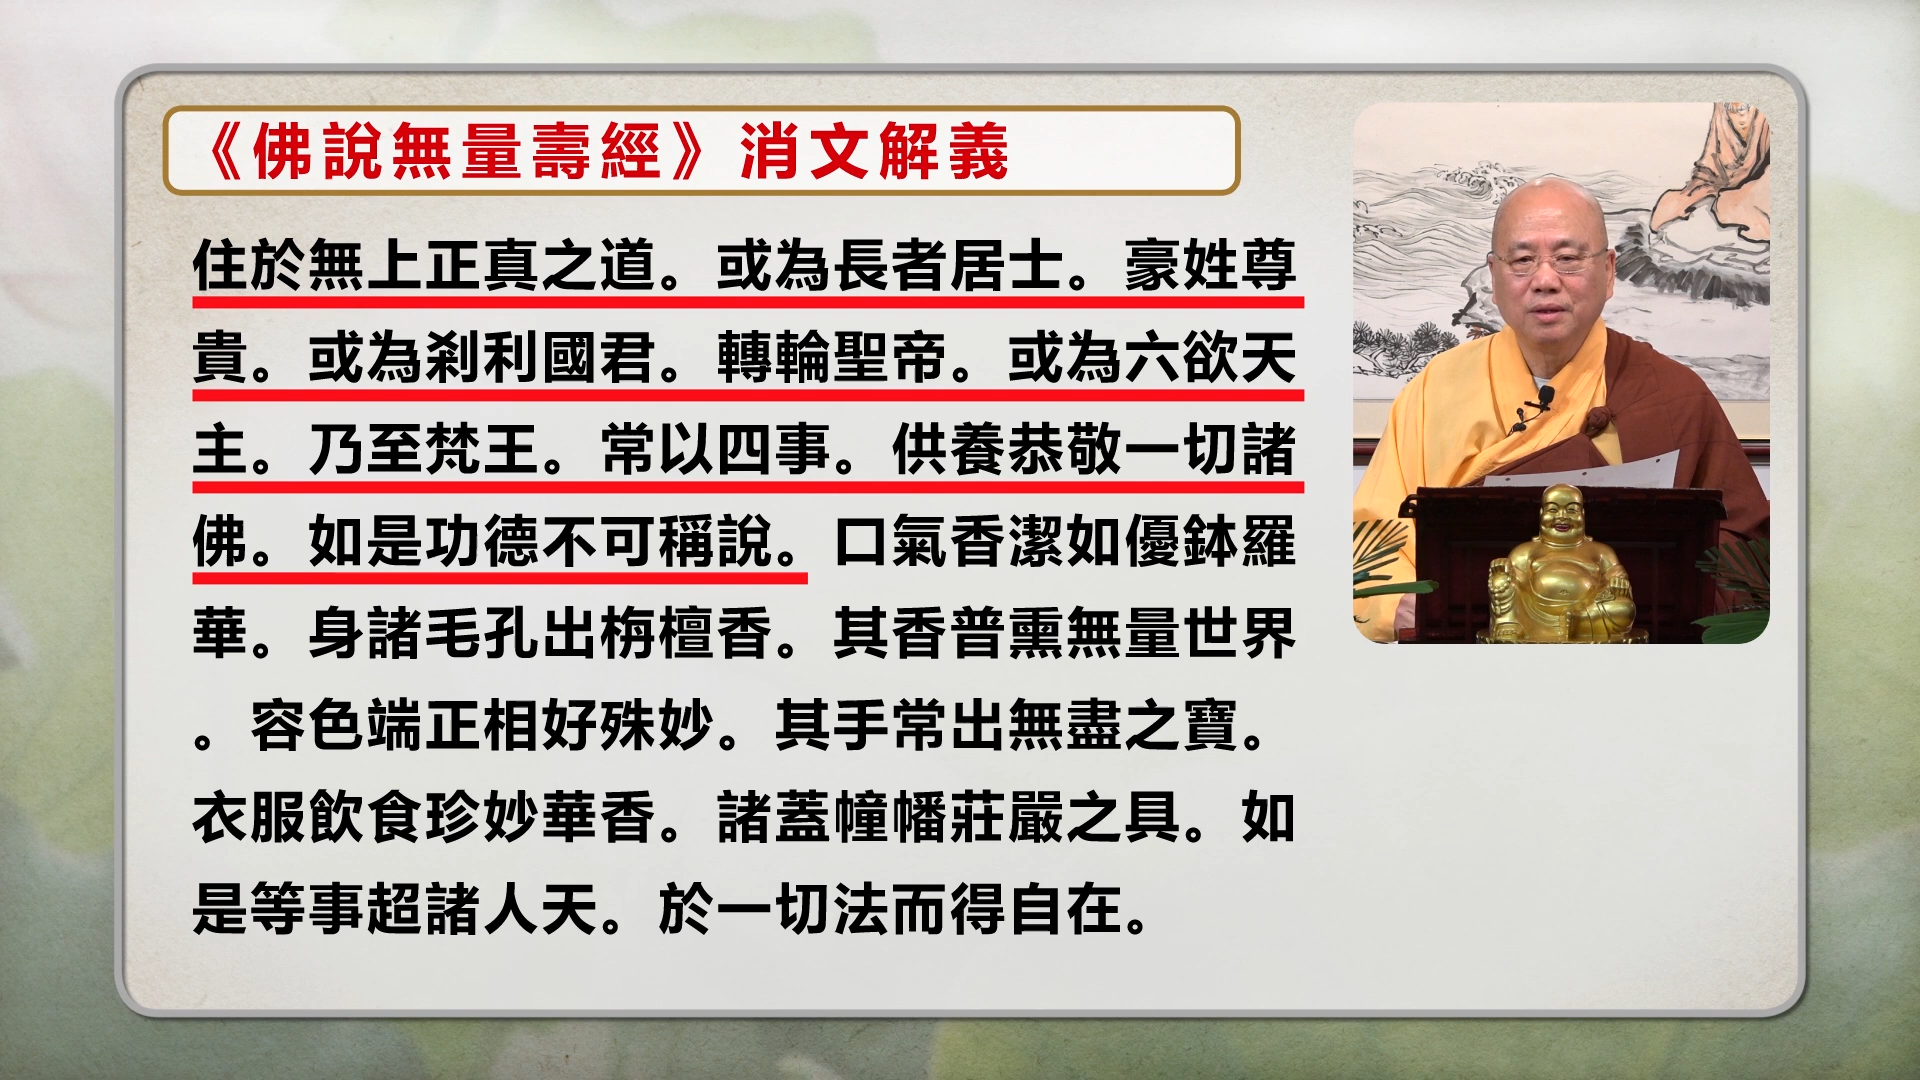 《佛說無量壽經》消文解義
住於無上正真之道。或為長者居士。豪姓尊
貴。或為剎利國君。轉輪聖帝。或為六欲天
主。乃至梵王。常以四事。供養恭敬一切諸
佛。如是功德不可稱說。口氣香潔如優鉢羅
華。身諸毛孔出栴檀香。其香普熏無量世界
。容色端正相好殊妙。其手常出無盡之寶。
衣服飲食珍妙華香。諸蓋幢幡莊嚴之具。如
是等事超諸人天。於一切法而得自在。